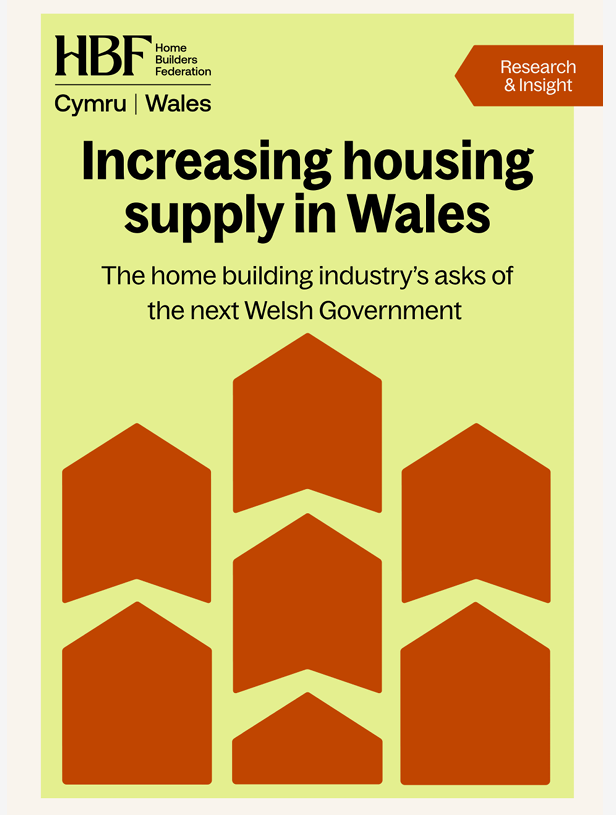 HBF
Home
Builders
Federation
Cymru | Wales
Research
& Insight
Increasing housing
supply in Wales
The home building industry’s asks of
the next Welsh Government